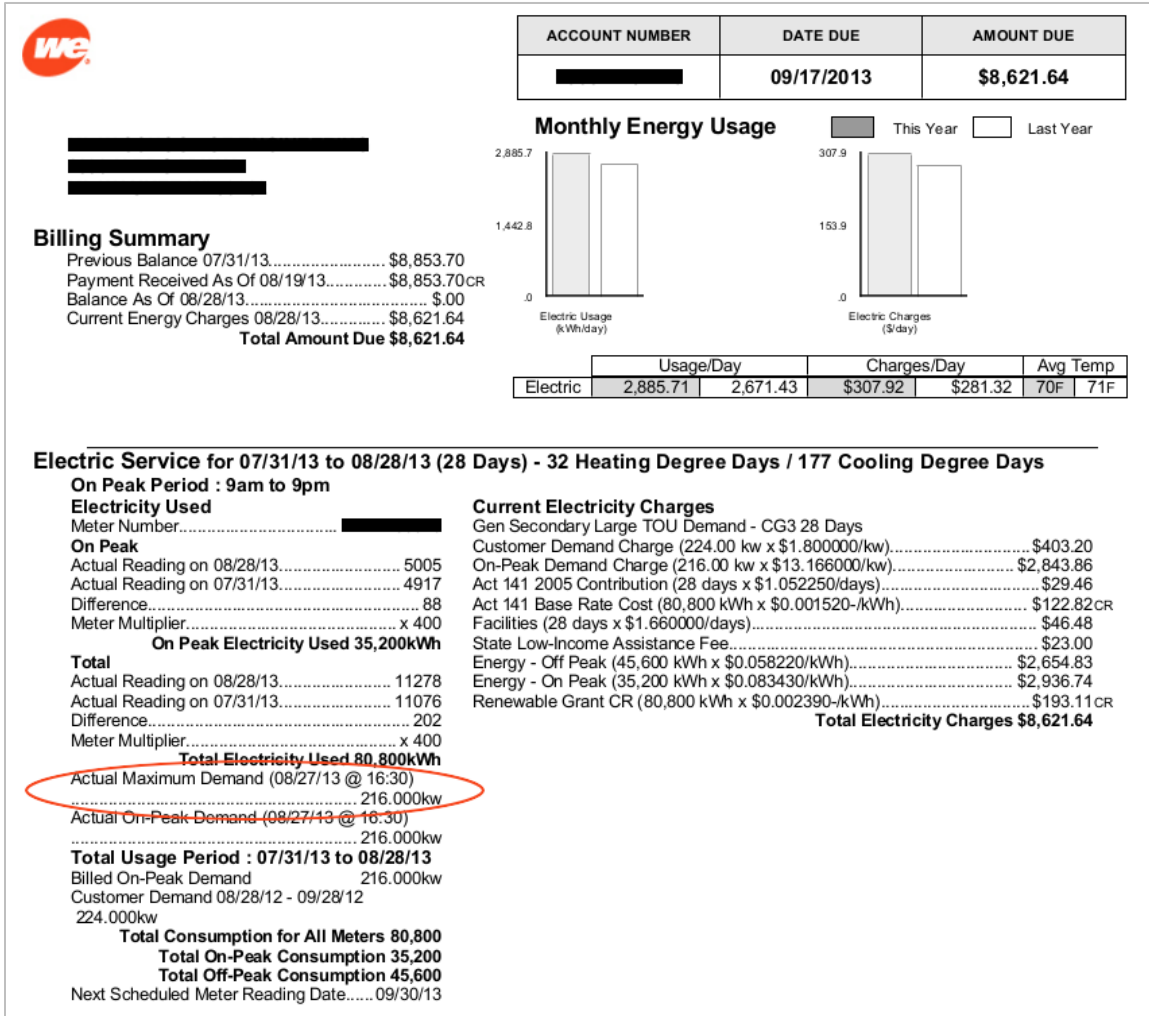 we
ACCOUNT NUMBER DATE DUE AMOUNT DUE
09/17/2013 $8,621.64
Monthly Energy Usage This Year Last Year
2,885.7
1,442.8
.0
Electric Usage
(kWh/day)
307.9
153.9
.0
Electric Charges
($/day)
Billing Summary
Previous Balance 07/31/13.......................... $8,853.70
Payment Received As Of 08/19/13............. $8,853.70CR
Balance As Of 08/28/13..................................... $.00
Current Energy Charges 08/28/13.............. $8,621.64
Total Amount Due $8,621.64
Usage/Day Charges/Day Avg Temp
Electric 2,885.71 2,671.43 $307.92 $281.32 70F 71F
Electric Service for 07/31/13 to 08/28/13 (28 Days) - 32 Heating Degree Days / 177 Cooling Degree Days
On Peak Period : 9am to 9pm
Electricity Used
Meter Number..................................
On Peak
Actual Reading on 08/28/13.......................... 5005
Actual Reading on 07/31/13.......................... 4917
Difference........................................................ 88
Meter Multiplier............................................ x 400
On Peak Electricity Used 35,200kWh
Total
Actual Reading on 08/28/13........................ 11278
Actual Reading on 07/31/13........................ 11076
Difference...................................................... 202
Meter Multiplier............................................ x 400
Total Electricity Used 80,800kWh
Actual Maximum Demand (08/27/13 @ 16:30)
............................................................ 216.000kw
Actual On-Peak Demand (08/27/13 @ 16:30)
............................................................ 216.000kw
Total Usage Period : 07/31/13 to 08/28/13
Billed On-Peak Demand 216.000kw
Customer Demand 08/28/12 - 09/28/12
224.000kw
Total Consumption for All Meters 80,800
Total On-Peak Consumption 35,200
Total Off-Peak Consumption 45,600
Next Scheduled Meter Reading Date......09/30/13
Current Electricity Charges
Gen Secondary Large TOU Demand - CG3 28 Days
Customer Demand Charge (224.00 kw x $1.800000/kw)............................. $403.20
On-Peak Demand Charge (216.00 kw x $13.166000/kw)......................... $2,843.86
Act 141 2005 Contribution (28 days x $1.052250/days).............................. $29.46
Act 141 Base Rate Cost (80,800 kWh x $0.001520-/kWh)........................... $122.82CR
Facilities (28 days x $1.660000/days)......................................................... $46.48
State Low-Income Assistance Fee.............................................................. $23.00
Energy - Off Peak (45,600 kWh x $0.058220/kWh).................................. $2,654.83
Energy - On Peak (35,200 kWh x $0.083430/kWh).................................. $2,936.74
Renewable Grant CR (80,800 kWh x $0.002390-/kWh)............................... $193.11CR
Total Electricity Charges $8,621.64